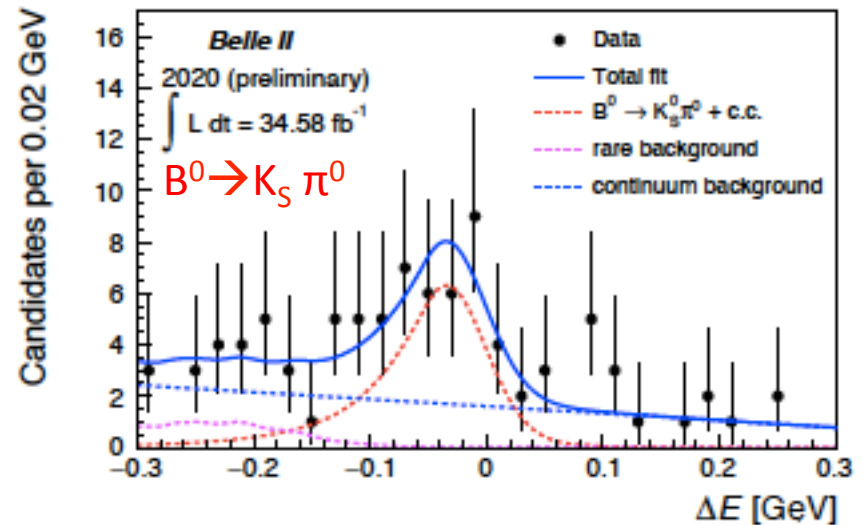 Candidates per 0.02 GeV
16
14
12
10
8
6
4
2
0
Belle II
2020 (preliminary)
∫ L dt = 34.58 fb⁻¹
B⁰→K_S π⁰
Data
Total fit
B⁰ → K_S⁰π⁰ + c.c.
rare background
continuum background
−0.3 −0.2 −0.1 0 0.1 0.2 0.3
ΔE [GeV]